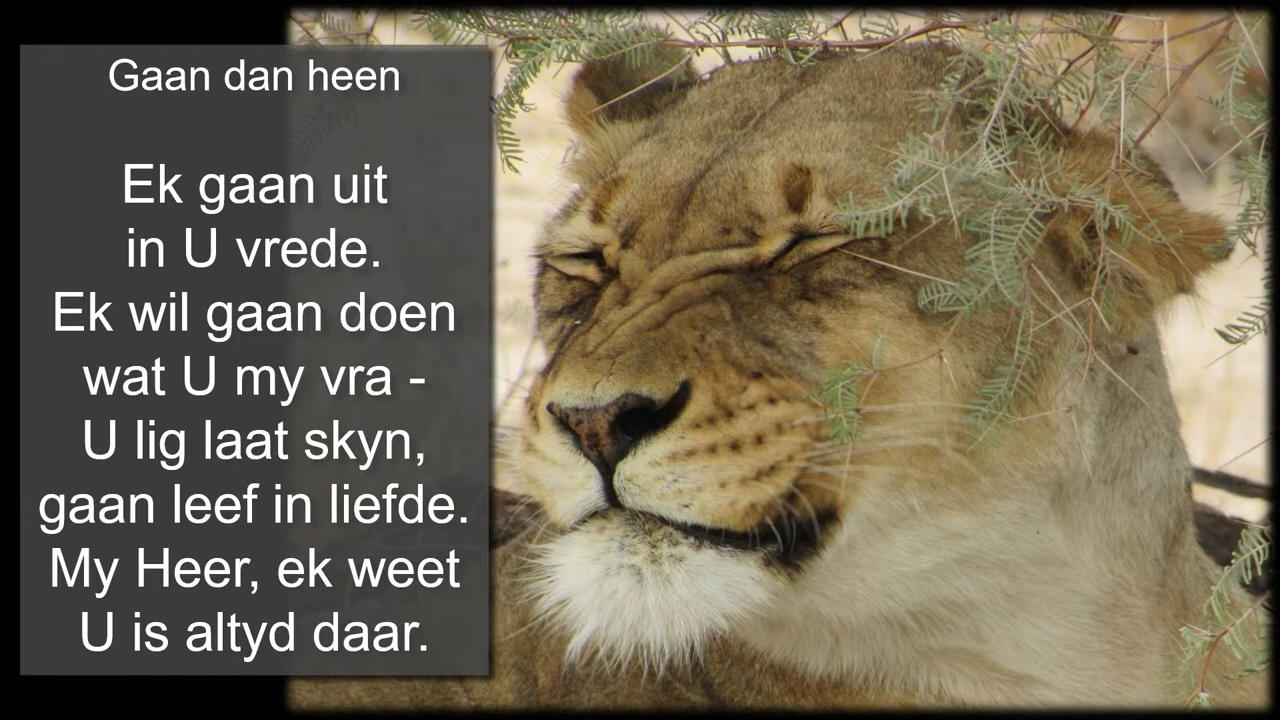 Gaan dan heen
Ek gaan uit
in U vrede.
Ek wil gaan doen
wat U my vra -
U lig laat skyn,
gaan leef in liefde.
My Heer, ek weet
U is altyd daar.